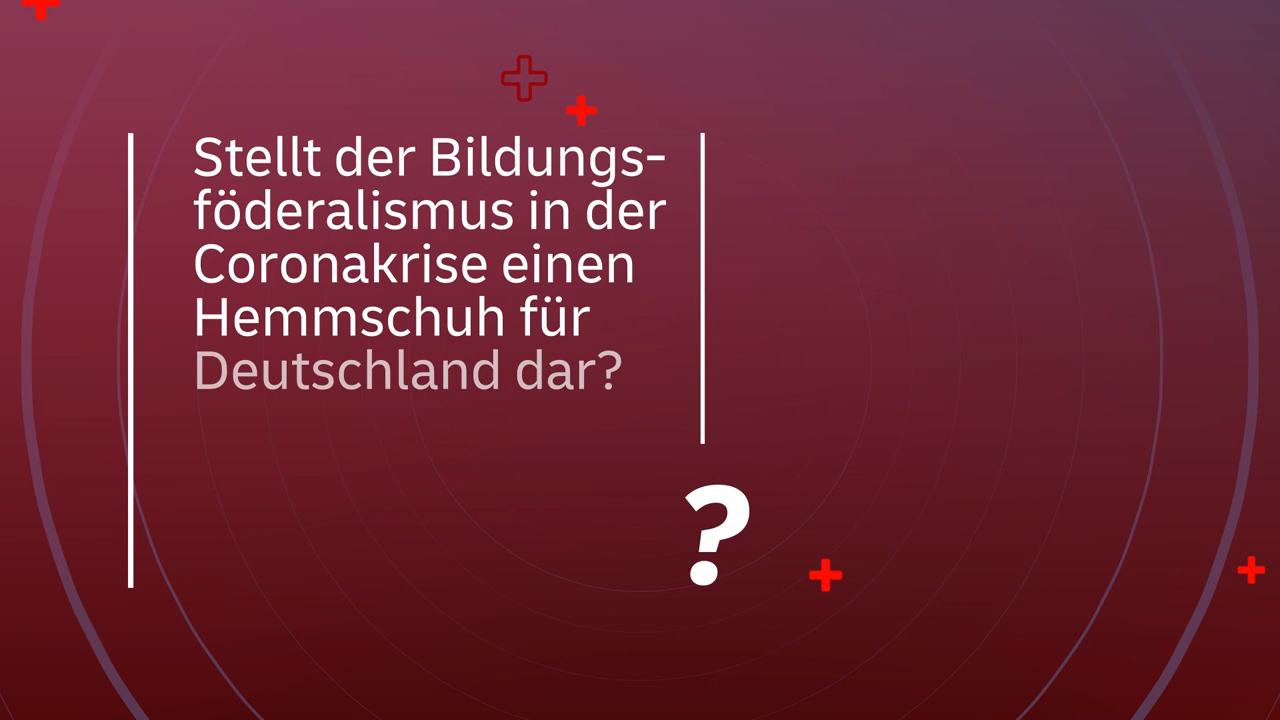 Stellt der Bildungs-
föderalismus in der
Coronakrise einen
Hemmschuh für
Deutschland dar?
?